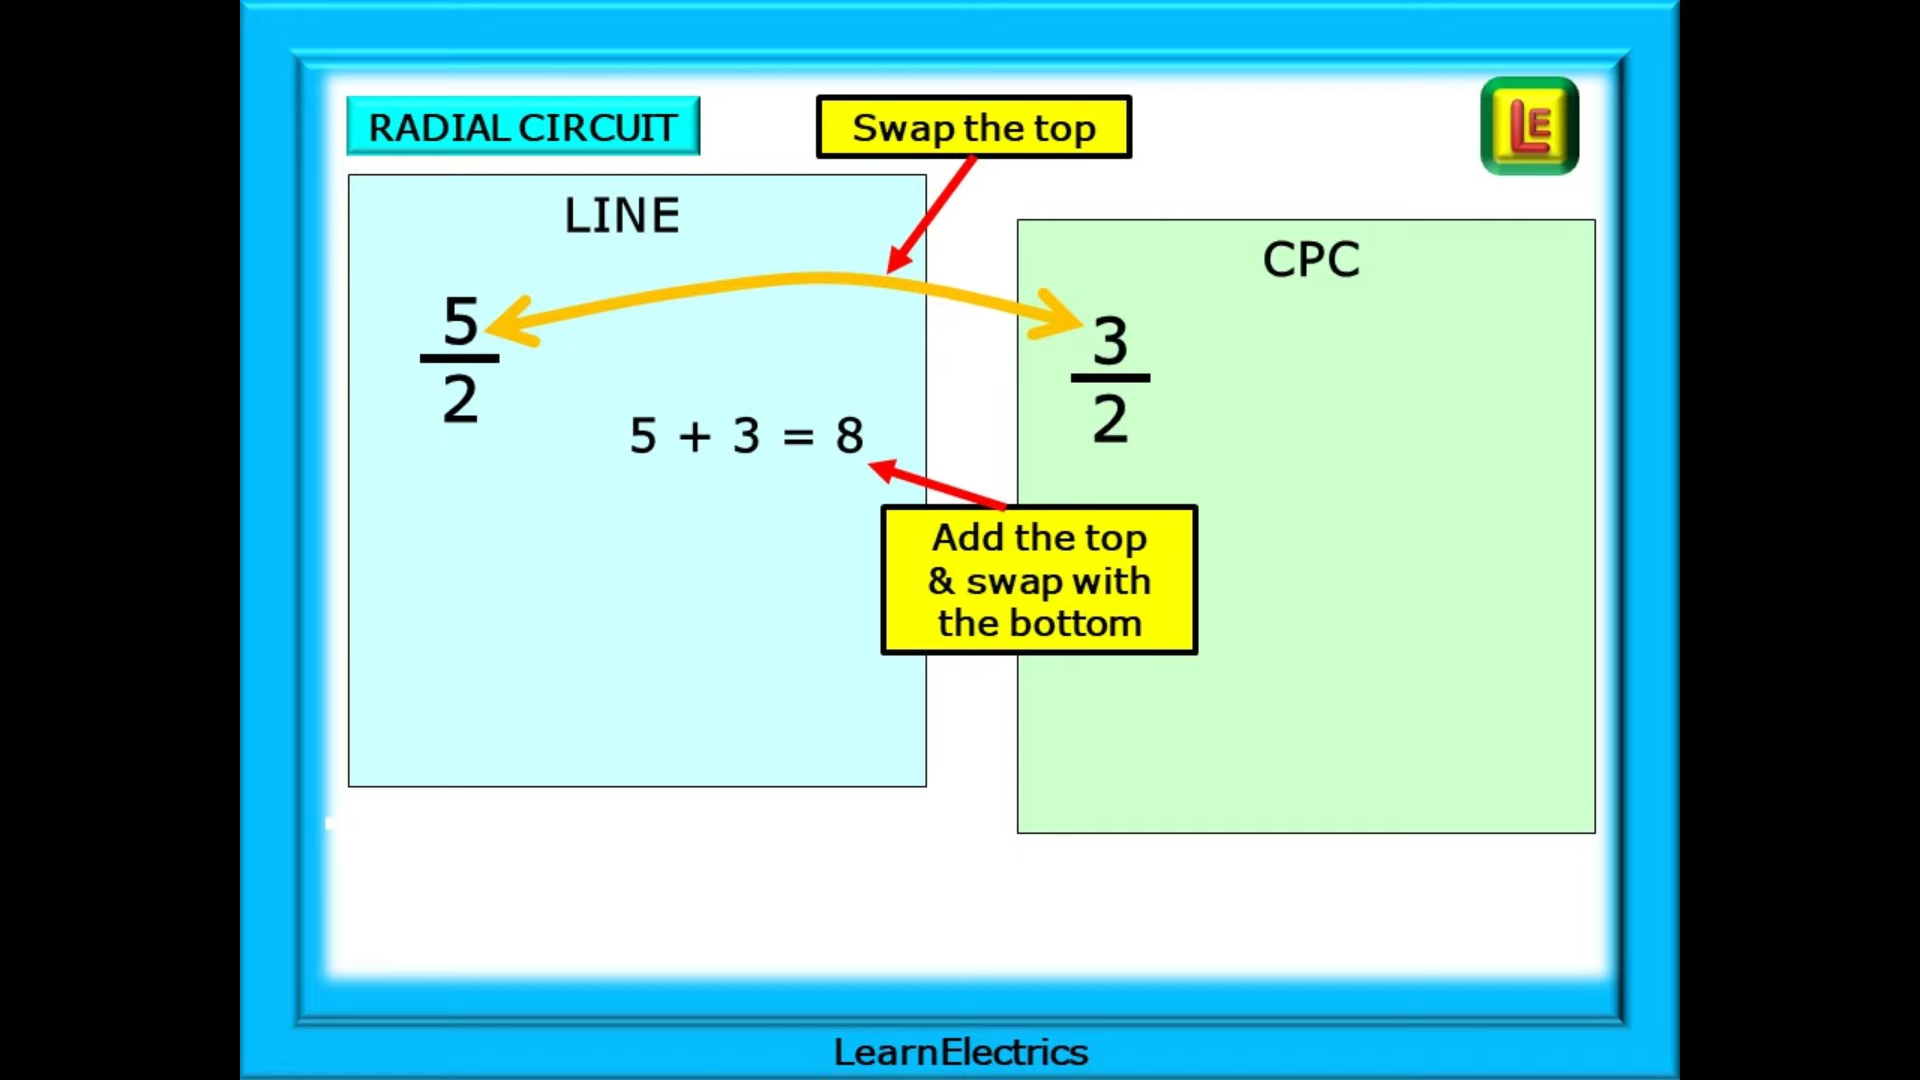 RADIAL CIRCUIT
Swap the top
LE
LINE
CPC
5
2
3
2
5 + 3 = 8
Add the top
& swap with
the bottom
LearnElectrics